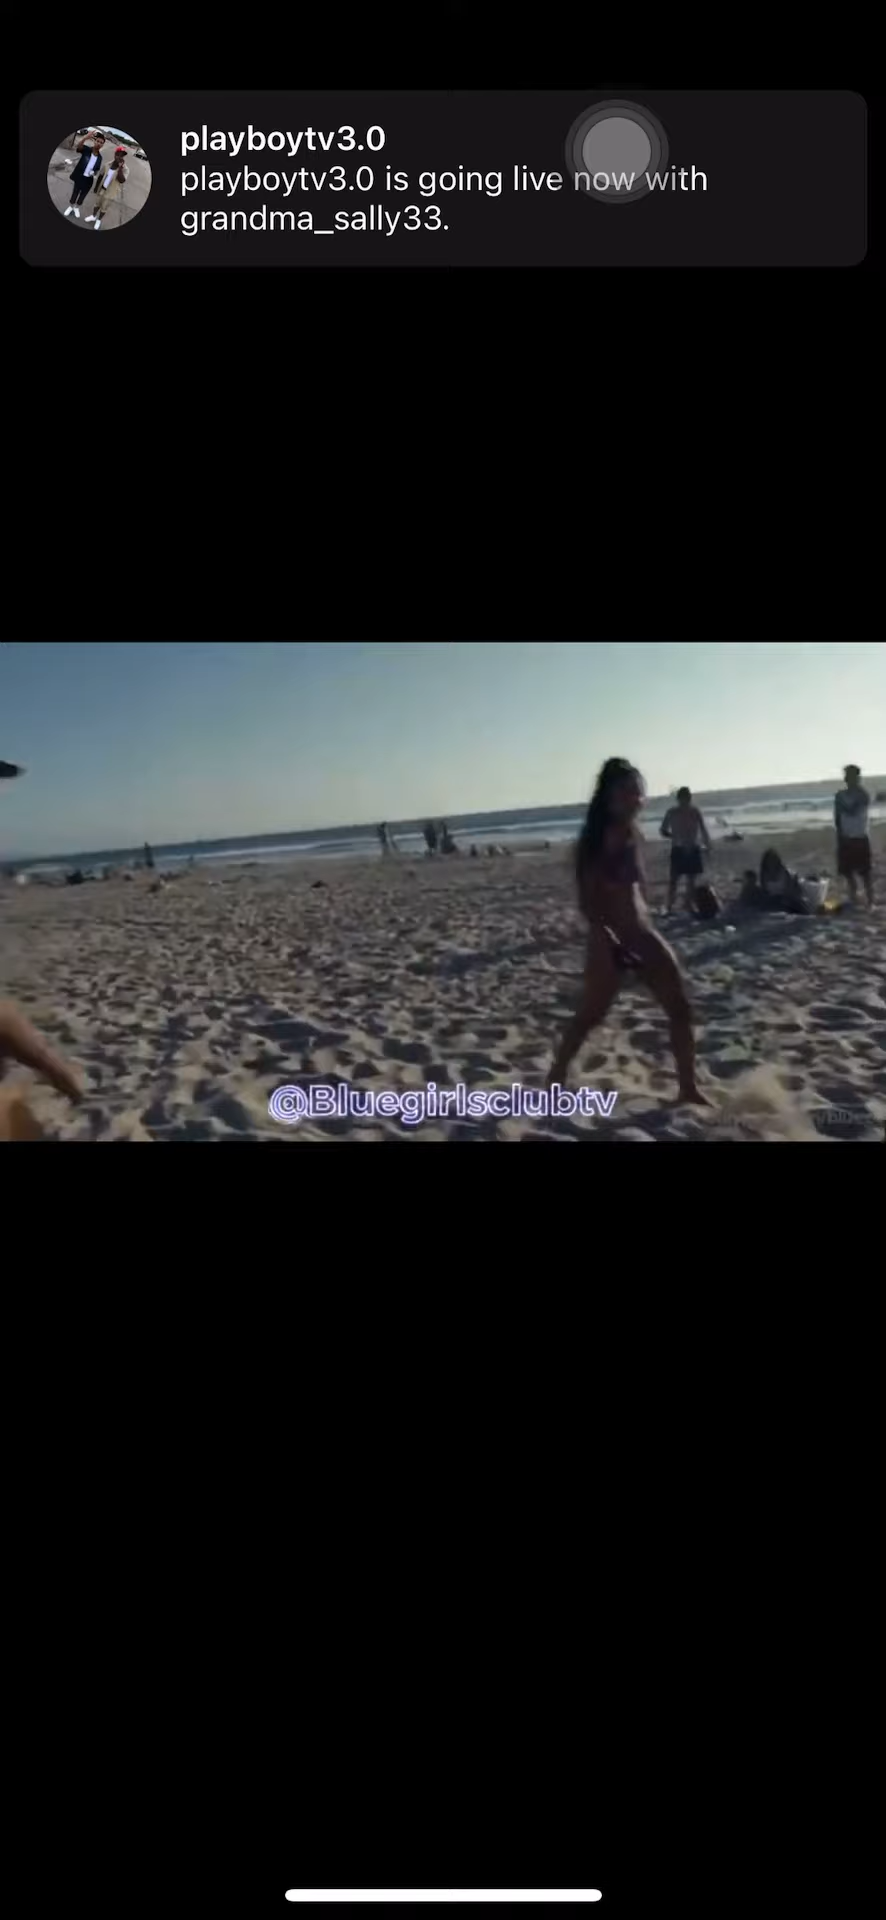 playboytv3.0
playboytv3.0 is going live now with
grandma_sally33.
@Bluegirlsclubtv